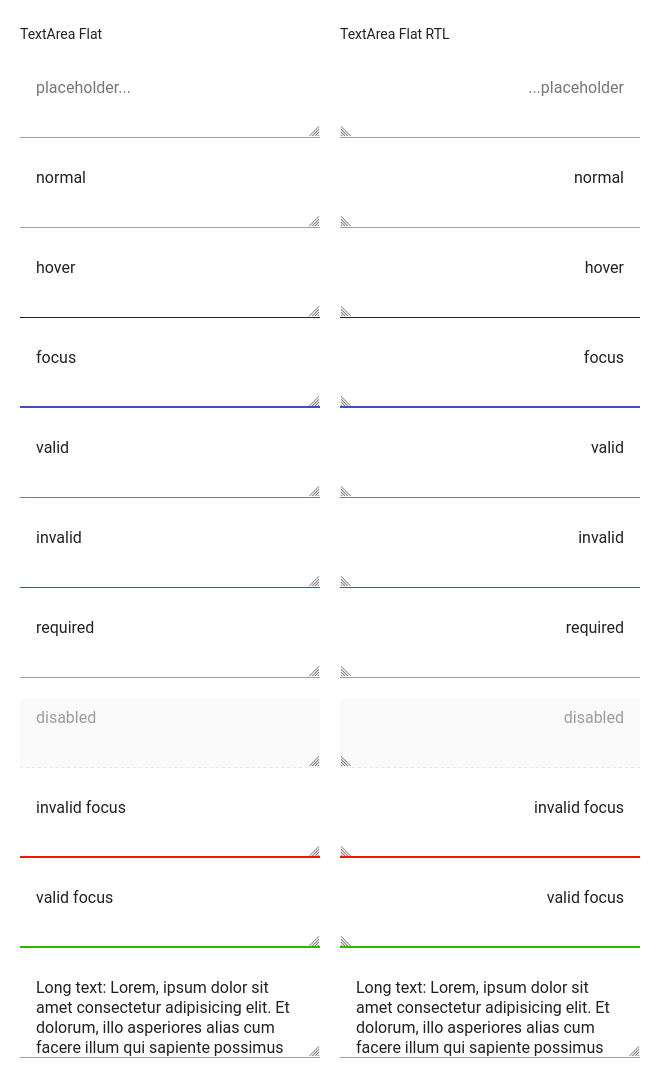 TextArea Flat
TextArea Flat RTL
placeholder...
...placeholder
normal
normal
hover
hover
focus
focus
valid
valid
invalid
invalid
required
required
disabled
disabled
invalid focus
invalid focus
valid focus
valid focus
Long text: Lorem, ipsum dolor sit
amet consectetur adipisicing elit. Et
dolorum, illo asperiores alias cum
facere illum qui sapiente possimus
Long text: Lorem, ipsum dolor sit
amet consectetur adipisicing elit. Et
dolorum, illo asperiores alias cum
facere illum qui sapiente possimus